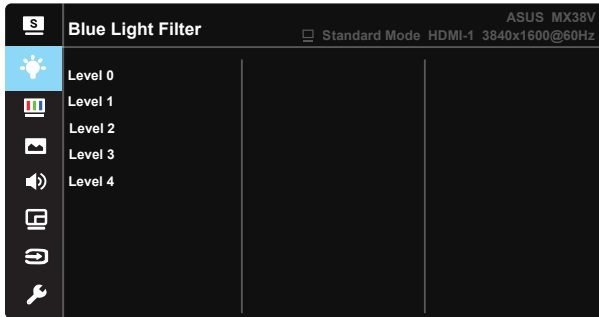 S
Blue Light Filter
ASUS MX38V
Standard Mode HDMI-1 3840x1600@60Hz
Level 0
Level 1
Level 2
Level 3
Level 4